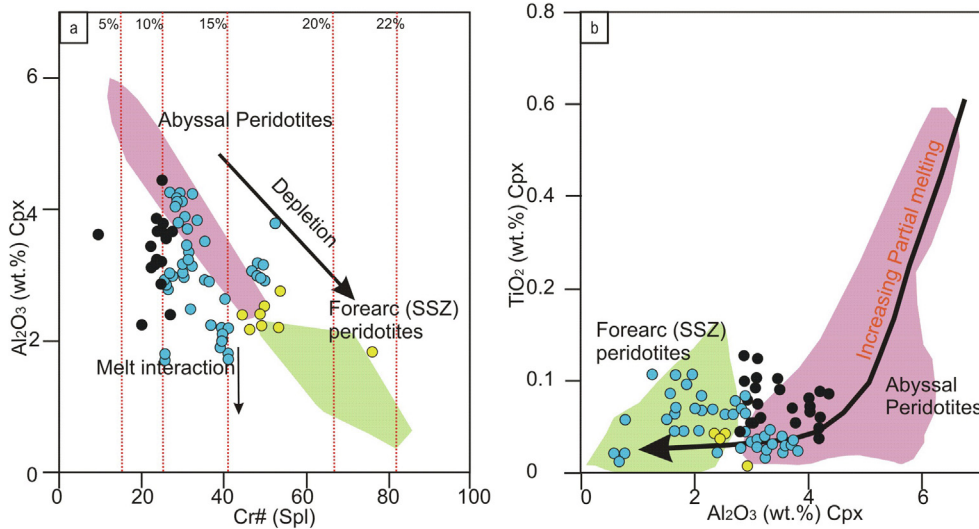 a
5% 10% 15% 20% 22%
6
4
2
0
Al₂O₃ (wt.%) Cpx
Abyssal Peridotites
Depletion
Forearc (SSZ)
peridotites
Melt interaction
0 20 40 60 80 100
Cr# (Spl)
b
0.8
0.6
0.4
0.2
0.1
0
TiO₂ (wt.%) Cpx
Increasing Partial melting
Forearc (SSZ)
peridotites
Abyssal
Peridotites
0 2 4 6
Al₂O₃ (wt.%) Cpx